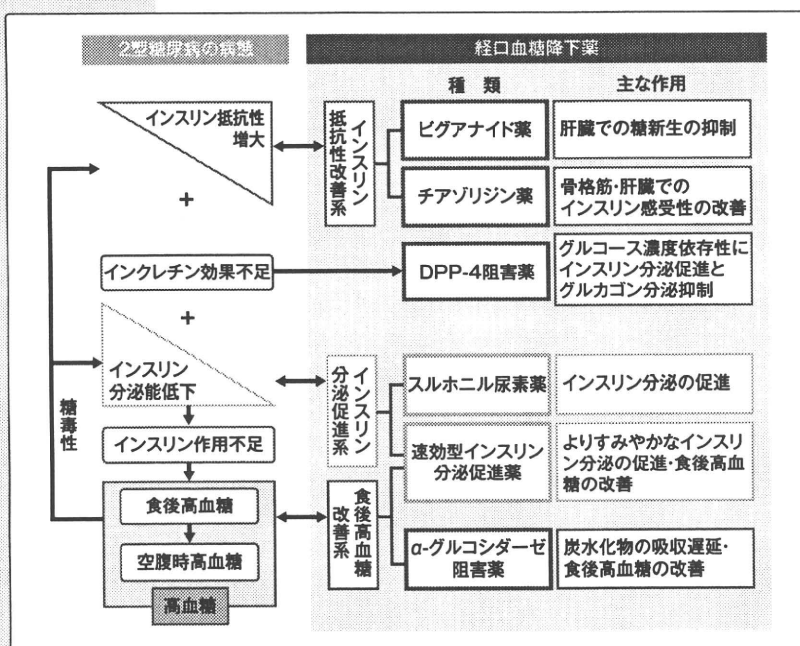 2型糖尿病の病態
経口血糖降下薬
種類
主な作用
インスリン抵抗性
増大
+
インクレチン効果不足
+
インスリン
分泌能低下
インスリン作用不足
食後高血糖
空腹時高血糖
高血糖
糖毒性
インスリン
抵抗性改善系
ビグアナイド薬
肝臓での糖新生の抑制
チアゾリジン薬
骨格筋・肝臓での
インスリン感受性の改善
DPP-4阻害薬
グルコース濃度依存性に
インスリン分泌促進と
グルカゴン分泌抑制
インスリン
分泌促進系
スルホニル尿素薬
インスリン分泌の促進
速効型インスリン
分泌促進薬
よりすみやかなインスリ
ン分泌の促進・食後高血
糖の改善
食後高血糖
改善系
α-グルコシダーゼ
阻害薬
炭水化物の吸収遅延・
食後高血糖の改善